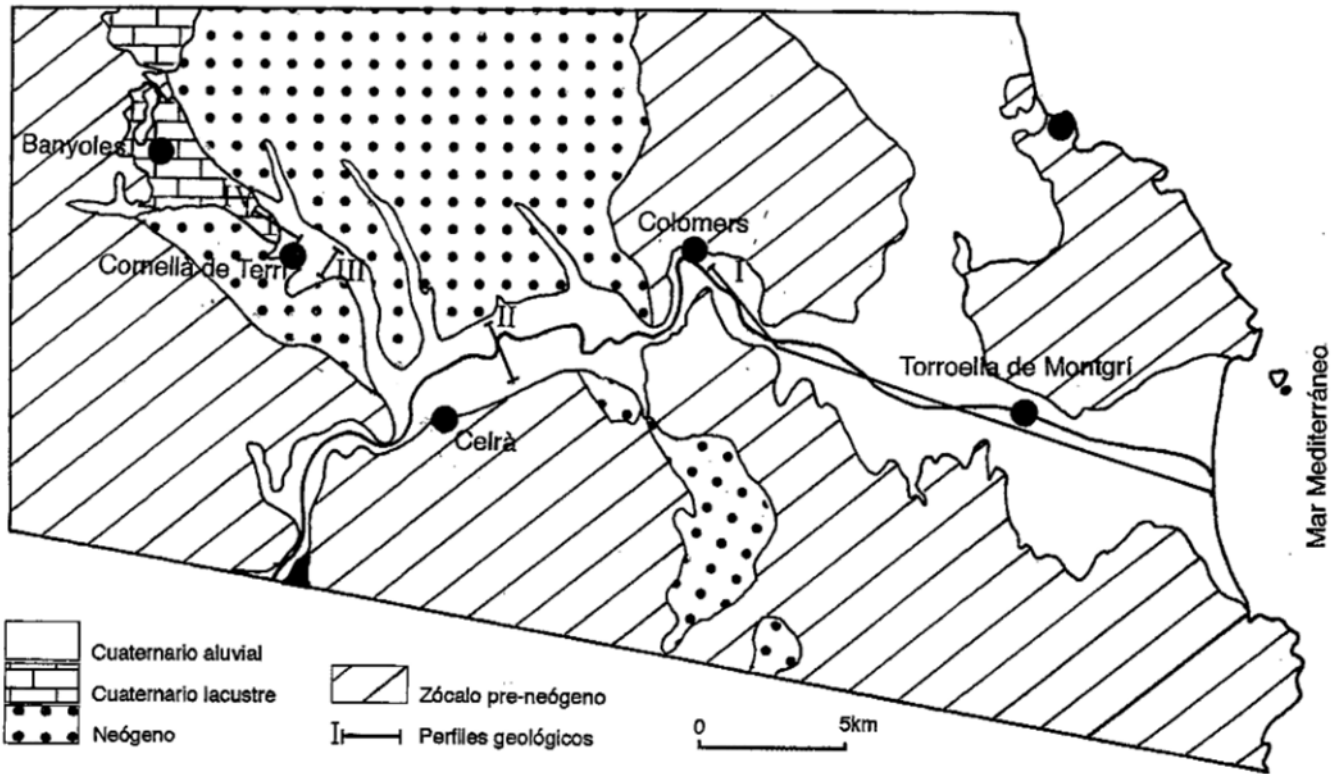 Banyoles
IV
Cornellà de Terri
III
II
Colomers
I
Torroella de Montgrí
Celrà
Mar Mediterráneo
Cuaternario aluvial
Cuaternario lacustre
Neógeno
Zócalo pre-neógeno
I Perfiles geológicos
0 5km